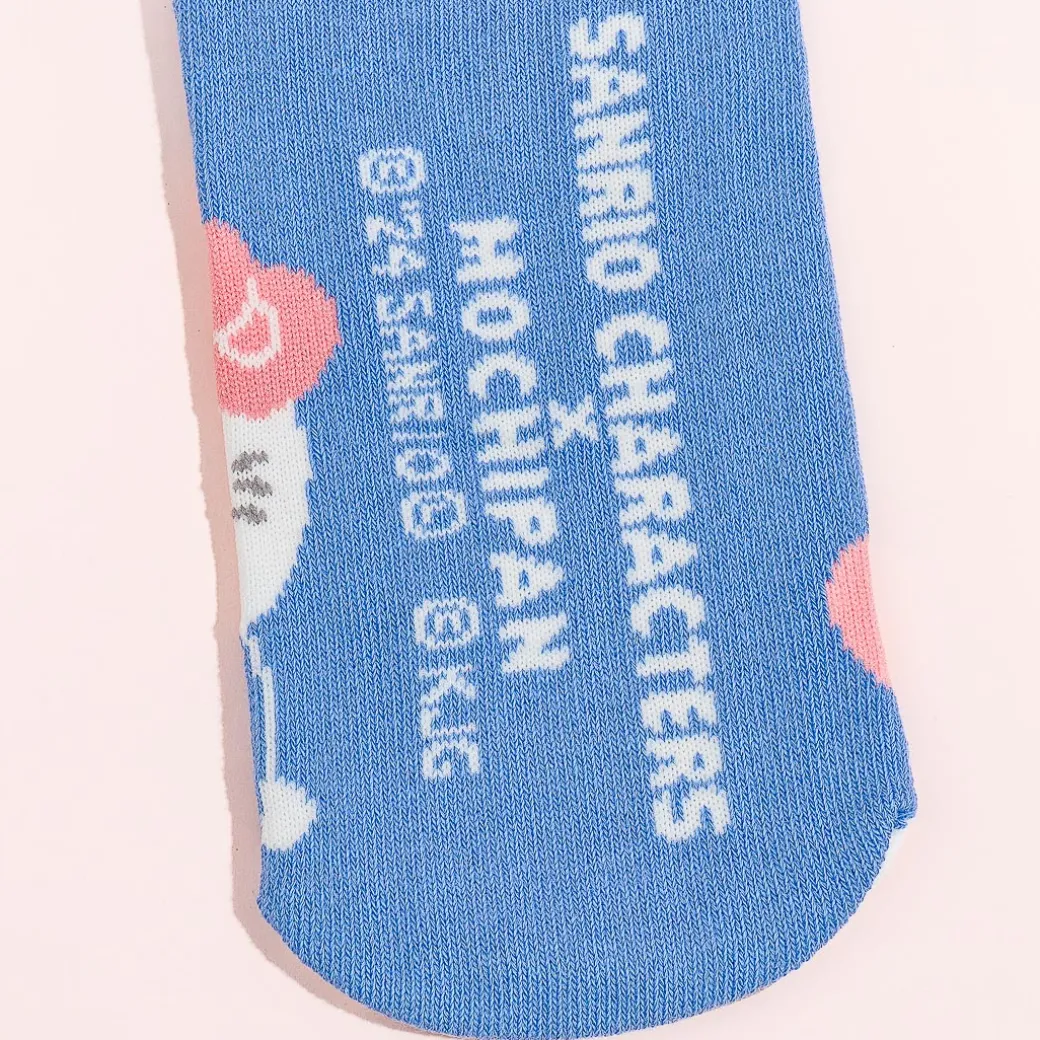 SANRIO CHARACTERS
x
MOCHIPAN
©'24 SANRIO Ⓛ ©KJG